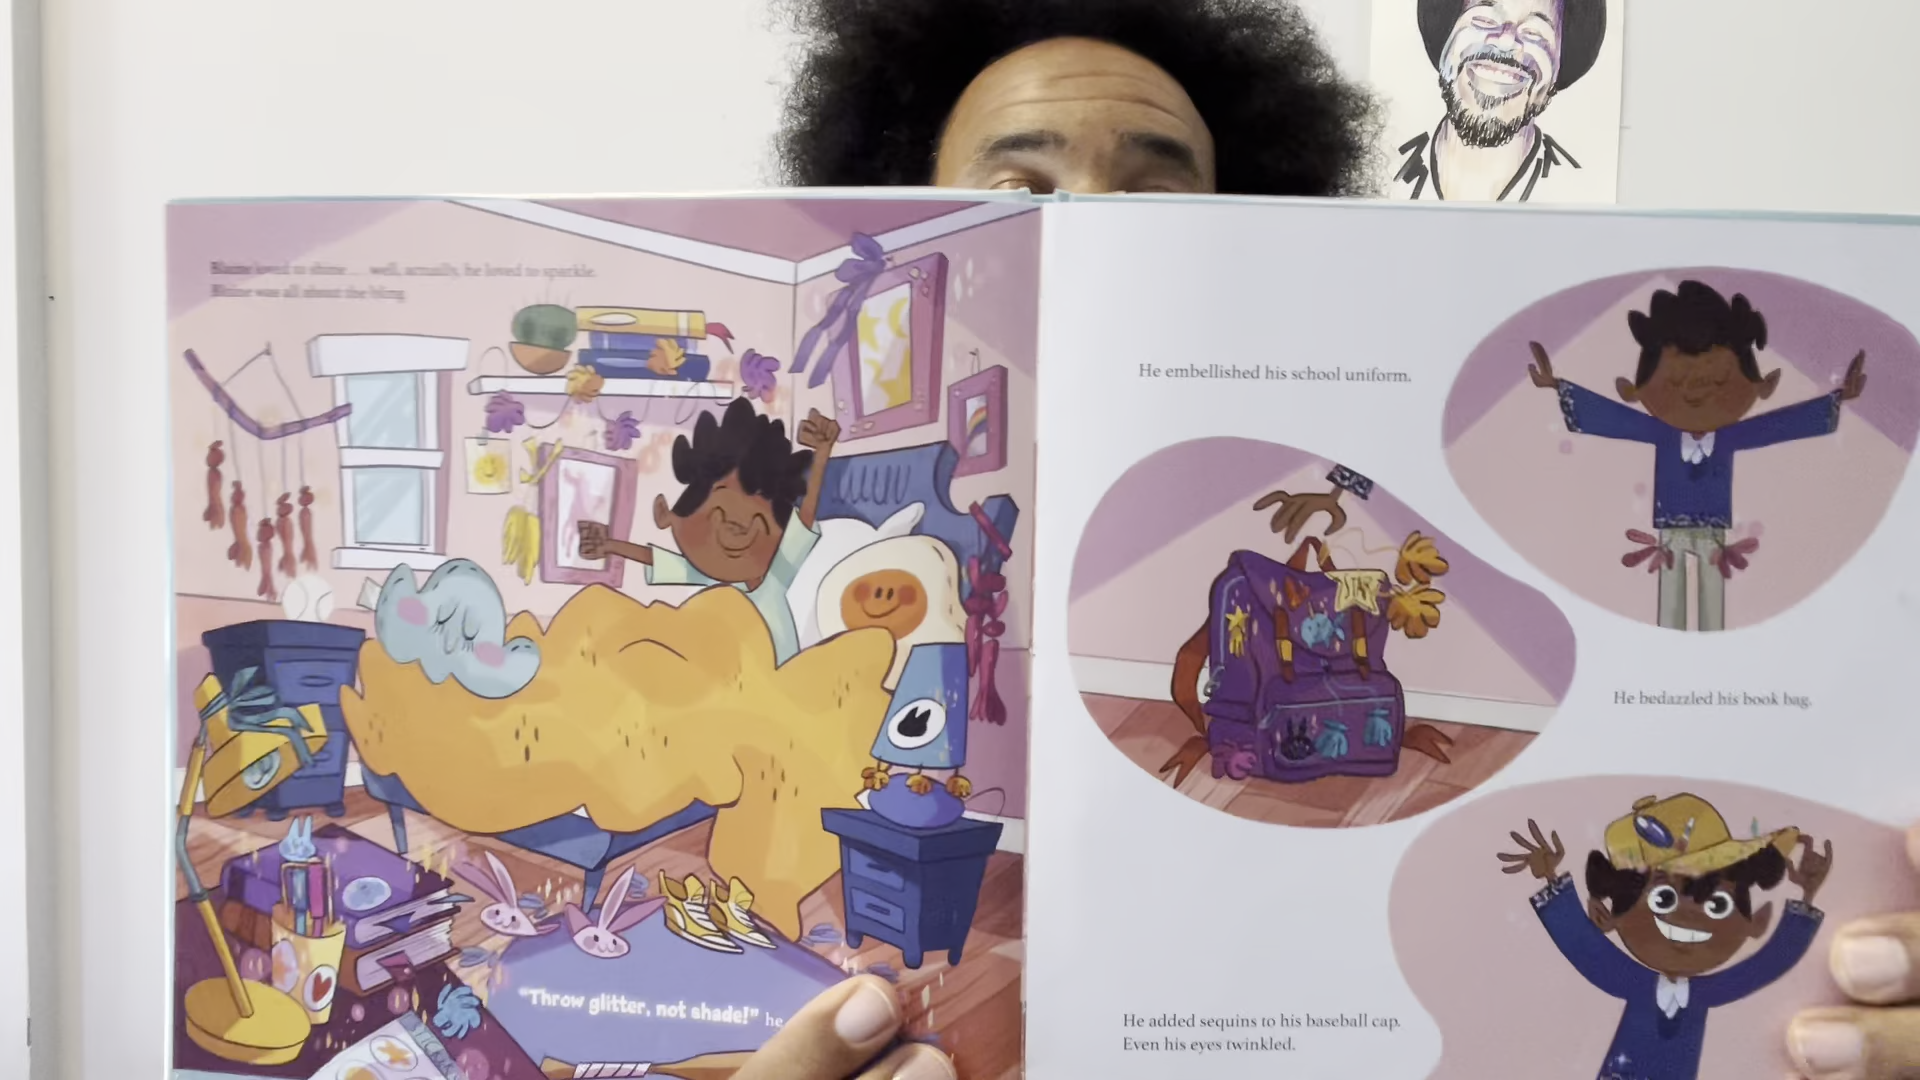 Blaine loved to shine... well, actually, he loved to sparkle.
Blaine was all about the bling.
"Throw glitter, not shade!" he
He embellished his school uniform.
STAR
He bedazzled his book bag.
He added sequins to his baseball cap.
Even his eyes twinkled.